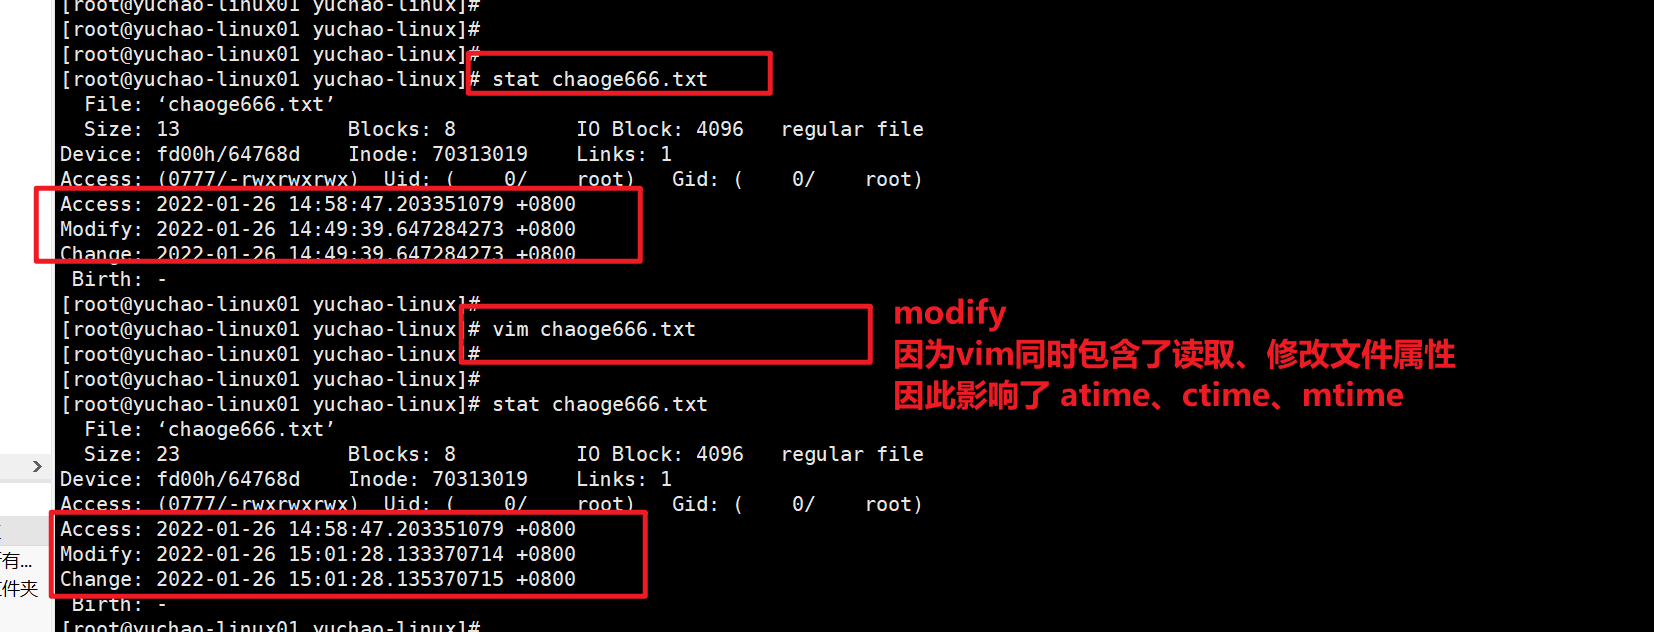 [root@yuchao-linux01 yuchao-linux]#
[root@yuchao-linux01 yuchao-linux]#
[root@yuchao-linux01 yuchao-linux]#
[root@yuchao-linux01 yuchao-linux]# stat chaoge666.txt
  File: ‘chaoge666.txt’
  Size: 13              Blocks: 8          IO Block: 4096   regular file
Device: fd00h/64768d    Inode: 70313019    Links: 1
Access: (0777/-rwxrwxrwx)  Uid: (    0/    root)   Gid: (    0/    root)
Access: 2022-01-26 14:58:47.203351079 +0800
Modify: 2022-01-26 14:49:39.647284273 +0800
Change: 2022-01-26 14:49:39.647284273 +0800
 Birth: -
[root@yuchao-linux01 yuchao-linux]#
[root@yuchao-linux01 yuchao-linux]# vim chaoge666.txt
[root@yuchao-linux01 yuchao-linux]#
[root@yuchao-linux01 yuchao-linux]#
[root@yuchao-linux01 yuchao-linux]# stat chaoge666.txt
  File: ‘chaoge666.txt’
  Size: 23              Blocks: 8          IO Block: 4096   regular file
Device: fd00h/64768d    Inode: 70313019    Links: 1
Access: (0777/-rwxrwxrwx)  Uid: (    0/    root)   Gid: (    0/    root)
Access: 2022-01-26 14:58:47.203351079 +0800
Modify: 2022-01-26 15:01:28.133370714 +0800
Change: 2022-01-26 15:01:28.135370715 +0800
 Birth: -
[root@yuchao-linux01 yuchao-linux]#
modify
因为vim同时包含了读取、修改文件属性
因此影响了 atime、ctime、mtime
有...
件夹